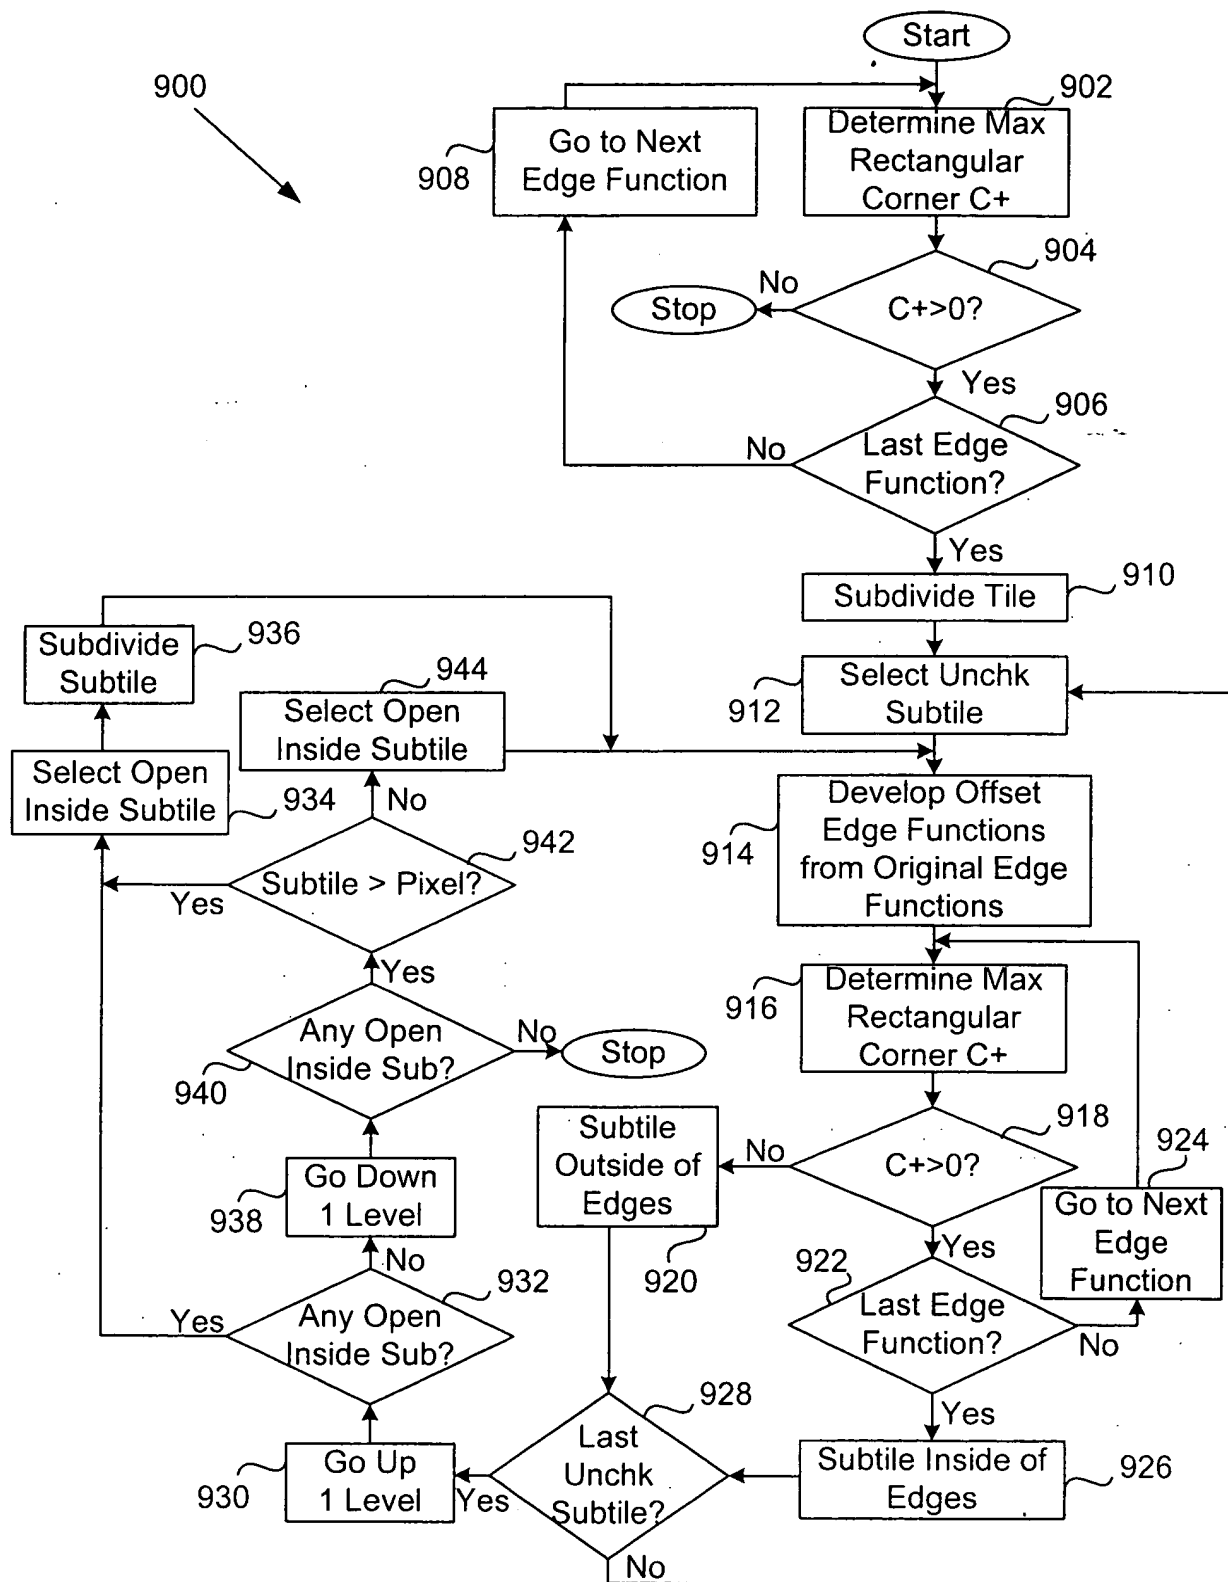 Start
900
902
Determine Max
Rectangular
Corner C+
Go to Next
Edge Function
908
904
C+>0?
No
Stop
Yes
906
Last Edge
Function?
No
Yes
910
Subdivide Tile
Subdivide
Subtile
936
944
Select Open
Inside Subtile
912
Select Unchk
Subtile
Select Open
Inside Subtile
934
No
942
Subtile > Pixel?
Yes
Yes
914
Develop Offset
Edge Functions
from Original Edge
Functions
916
Determine Max
Rectangular
Corner C+
Any Open
Inside Sub?
940
No
Stop
918
C+>0?
No
Yes
Subtile
Outside of
Edges
920
924
Go to Next
Edge
Function
Go Down
1 Level
938
No
932
Any Open
Inside Sub?
Yes
922
Last Edge
Function?
No
Yes
928
Last
Unchk
Subtile?
Yes
No
Go Up
1 Level
930
Subtile Inside of
Edges
926